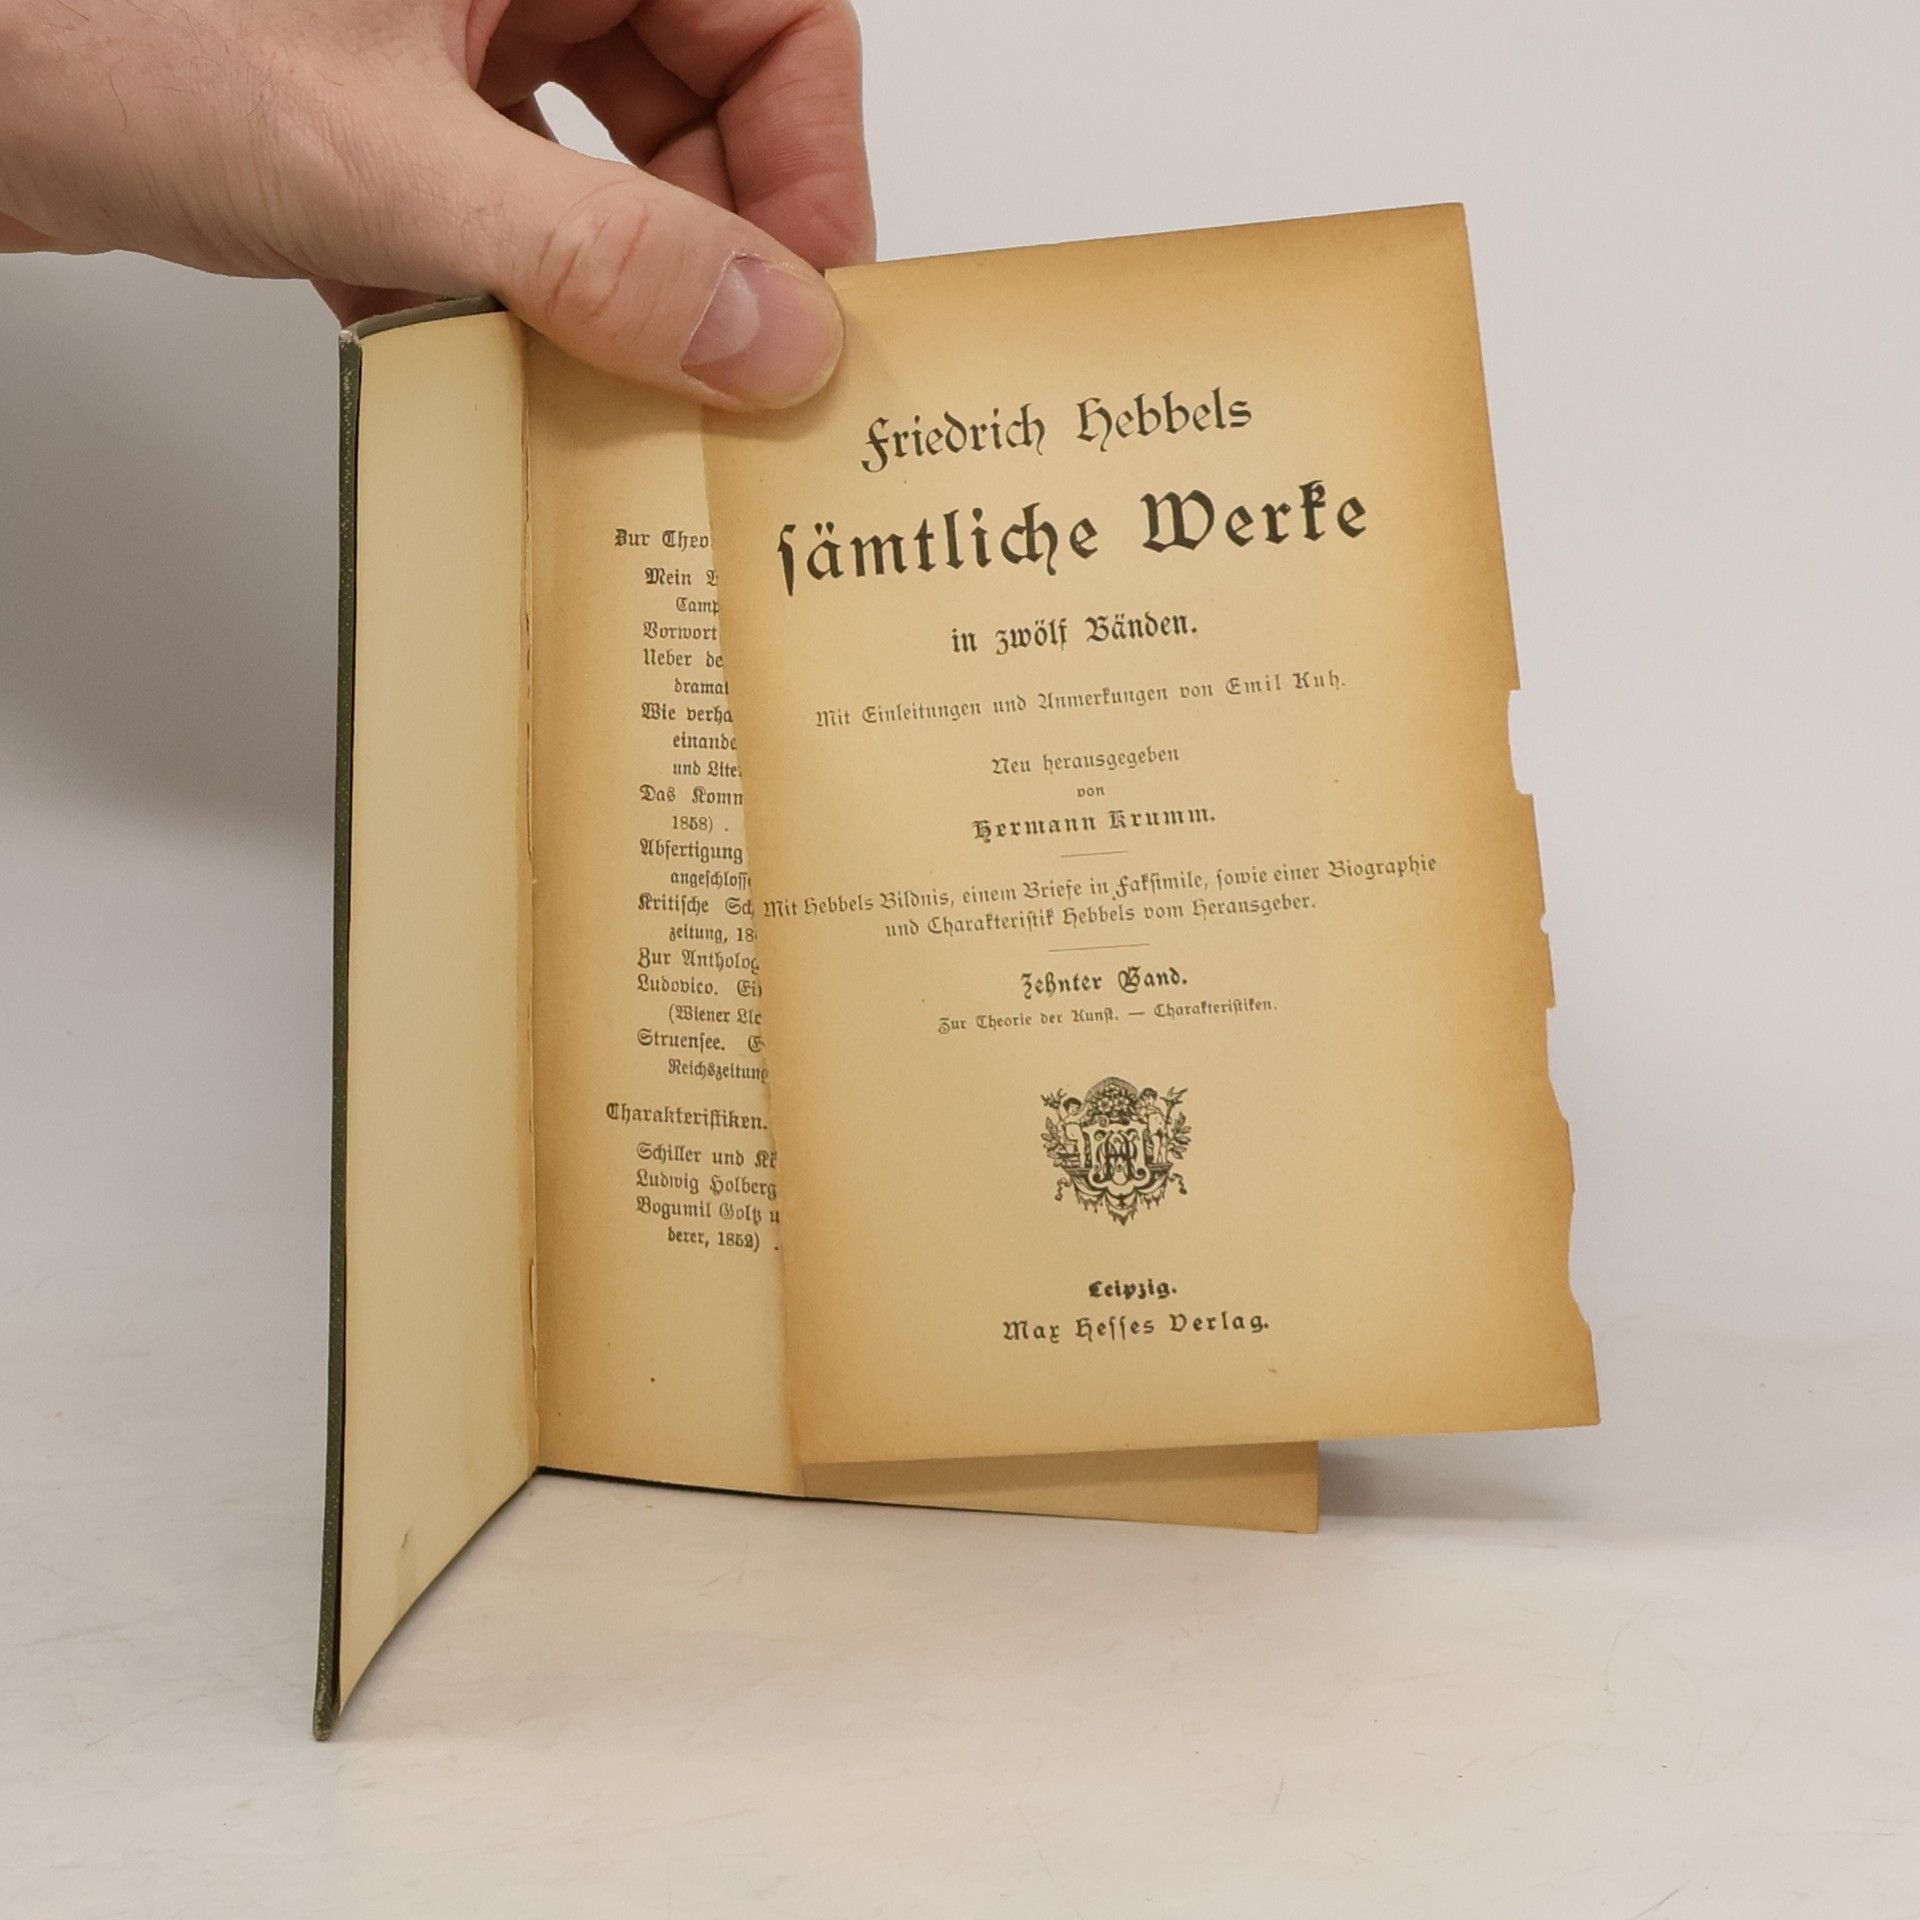 Friedrich Hebbels
sämtliche Werke
in zwölf Bänden.
Mit Einleitungen und Anmerkungen von Emil Kuh.
Neu herausgegeben
von
Hermann Krumm.
Mit Hebbels Bildnis, einem Briefe in Faksimile, sowie einer Biographie
und Charakteristik Hebbels vom Herausgeber.
Zehnter Band.
Zur Theorie der Kunst. — Charakteristiken.
Leipzig.
Max Hesses Verlag.
Zur Theo
Mein
Camp
Vorwort
Ueber de
dramat
Wie verha
einande
und Lite
Das Komm
1858) .
Abfertigung
angeschlosse
Kritische Sch
zeitung, 18
Zur Antholog
Ludovico. Ei
(Wiener
Struensee.
Reichszeitung
Charakteristiken.
Schiller und Kö
Ludwig Holberg
Bogumil Goltz u
derer, 1852) .